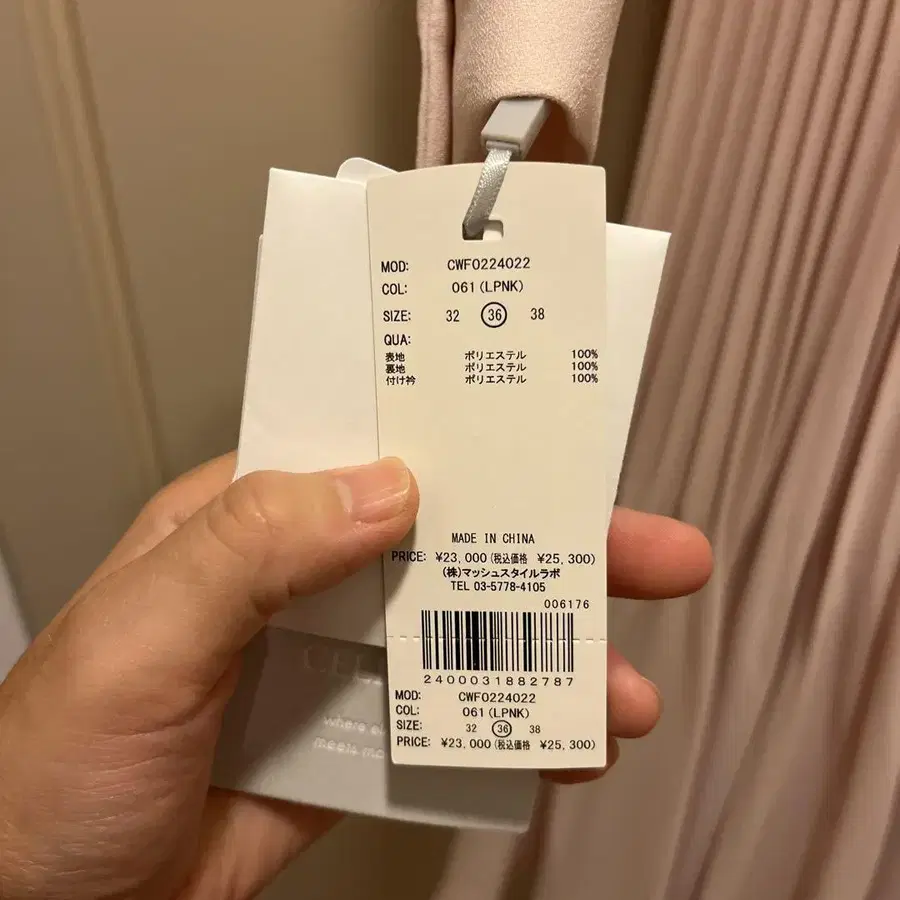 MOD: CWF0224022
COL: 061(LPNK)
SIZE: 32 36 38
QUA:
表地 ポリエステル 100%
裏地 ポリエステル 100%
付け衿 ポリエステル 100%
MADE IN CHINA
PRICE: ¥23,000(税込価格 ¥25,300)
(株)マッシュスタイルラボ
TEL 03-5778-4105
006176
2400031882787
MOD: CWF0224022
COL: 061(LPNK)
SIZE: 32 36 38
PRICE: ¥23,000(税込価格 ¥25,300)
where
meets